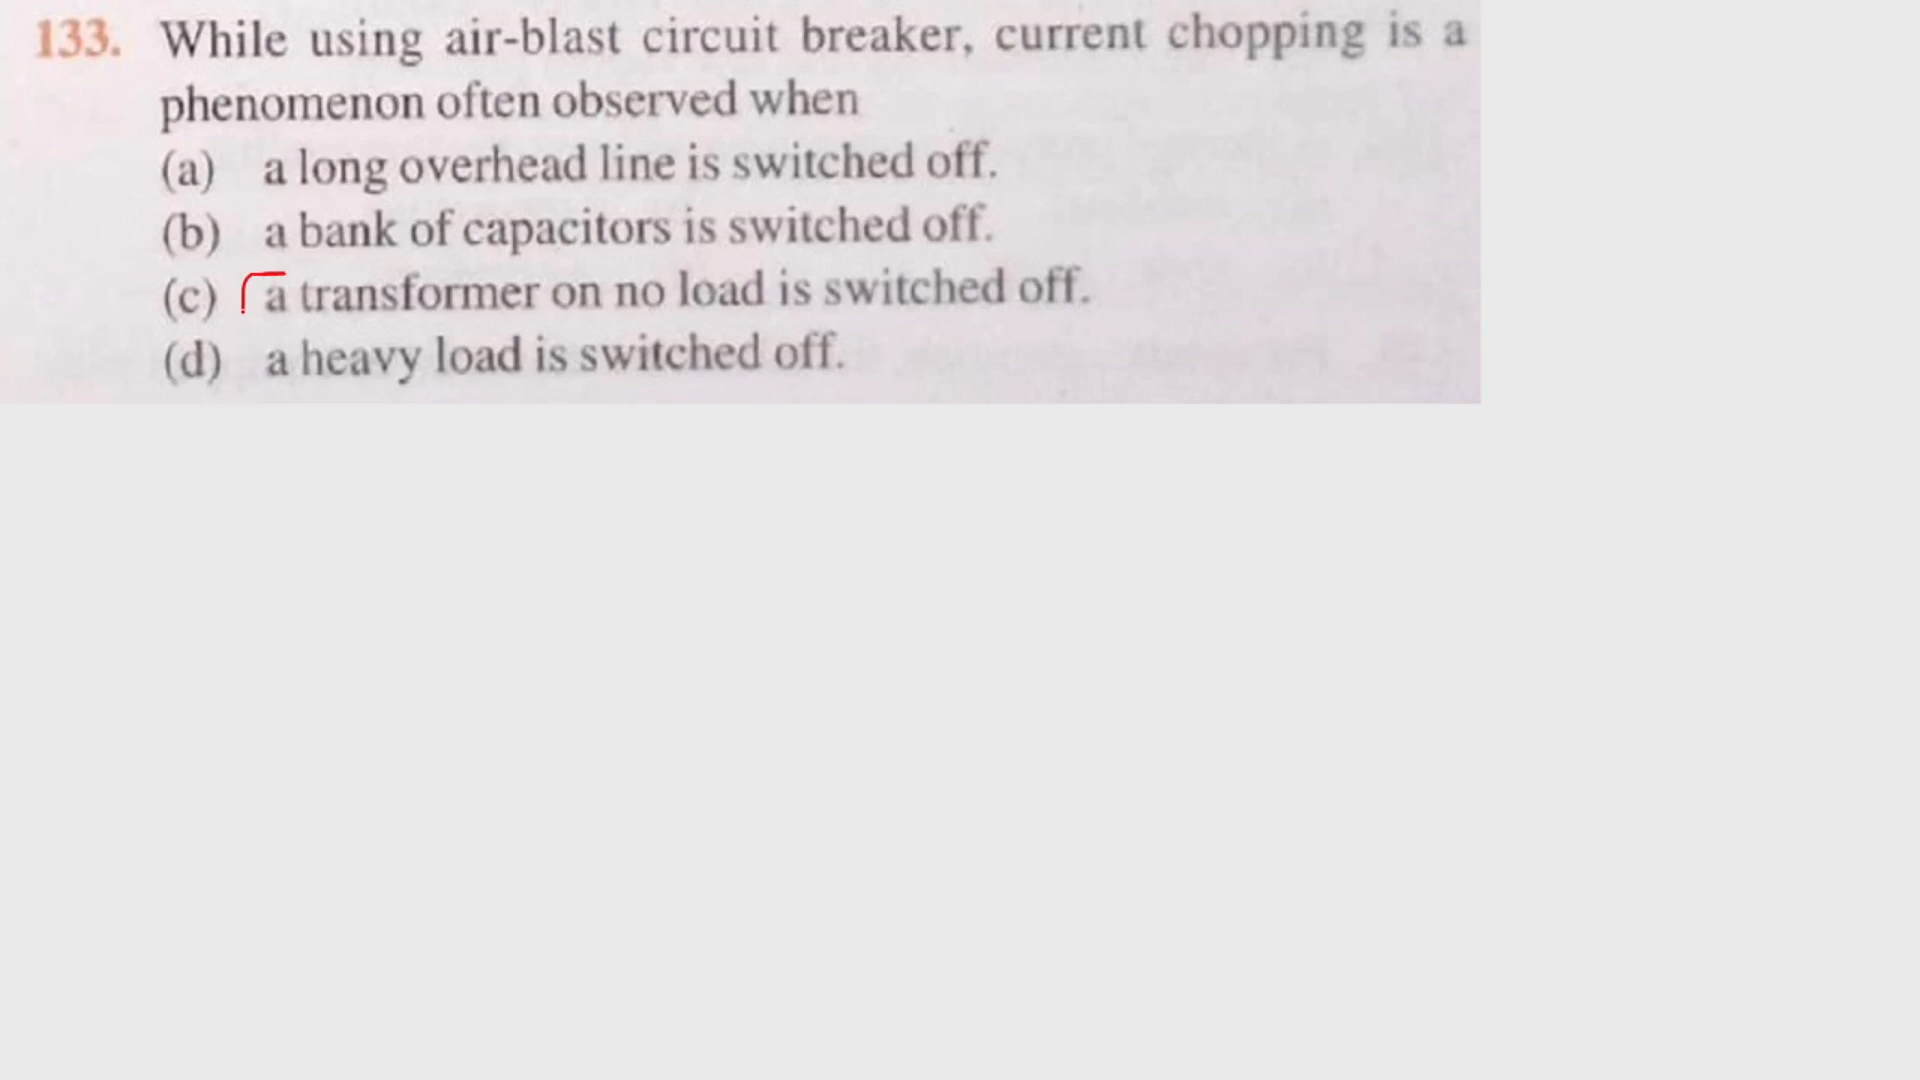 133. While using air-blast circuit breaker, current chopping is a
phenomenon often observed when
(a) a long overhead line is switched off.
(b) a bank of capacitors is switched off.
(c) a transformer on no load is switched off.
(d) a heavy load is switched off.